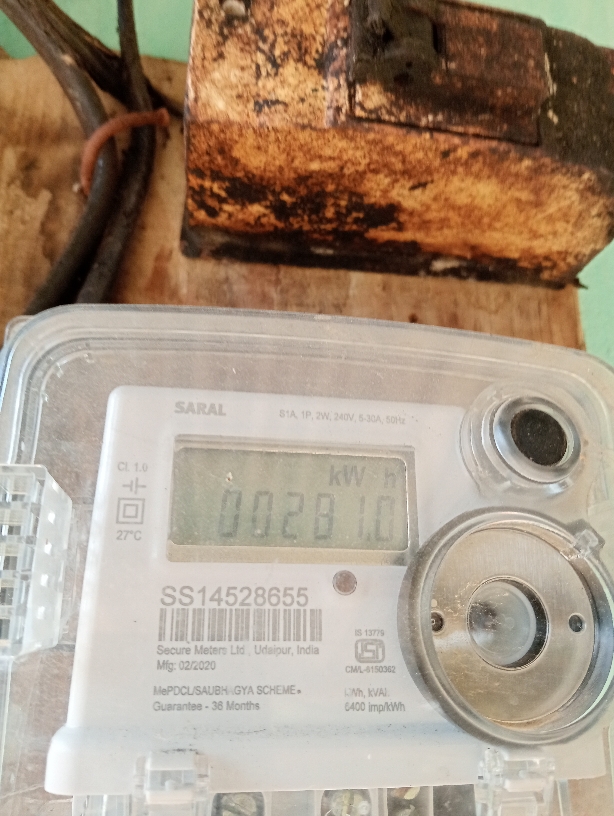 SARAL
S1A, 1P, 2W, 240V, 5-30A, 50Hz
Cl. 1.0
27°C
kW h
00281.0
SS14528655
Secure Meters Ltd., Udaipur, India
Mfg: 02/2020
IS 13779
CM/L-6150362
MePDCL/SAUBHAGYA SCHEME
Guarantee - 36 Months
kWh, kVAh
6400 imp/kWh